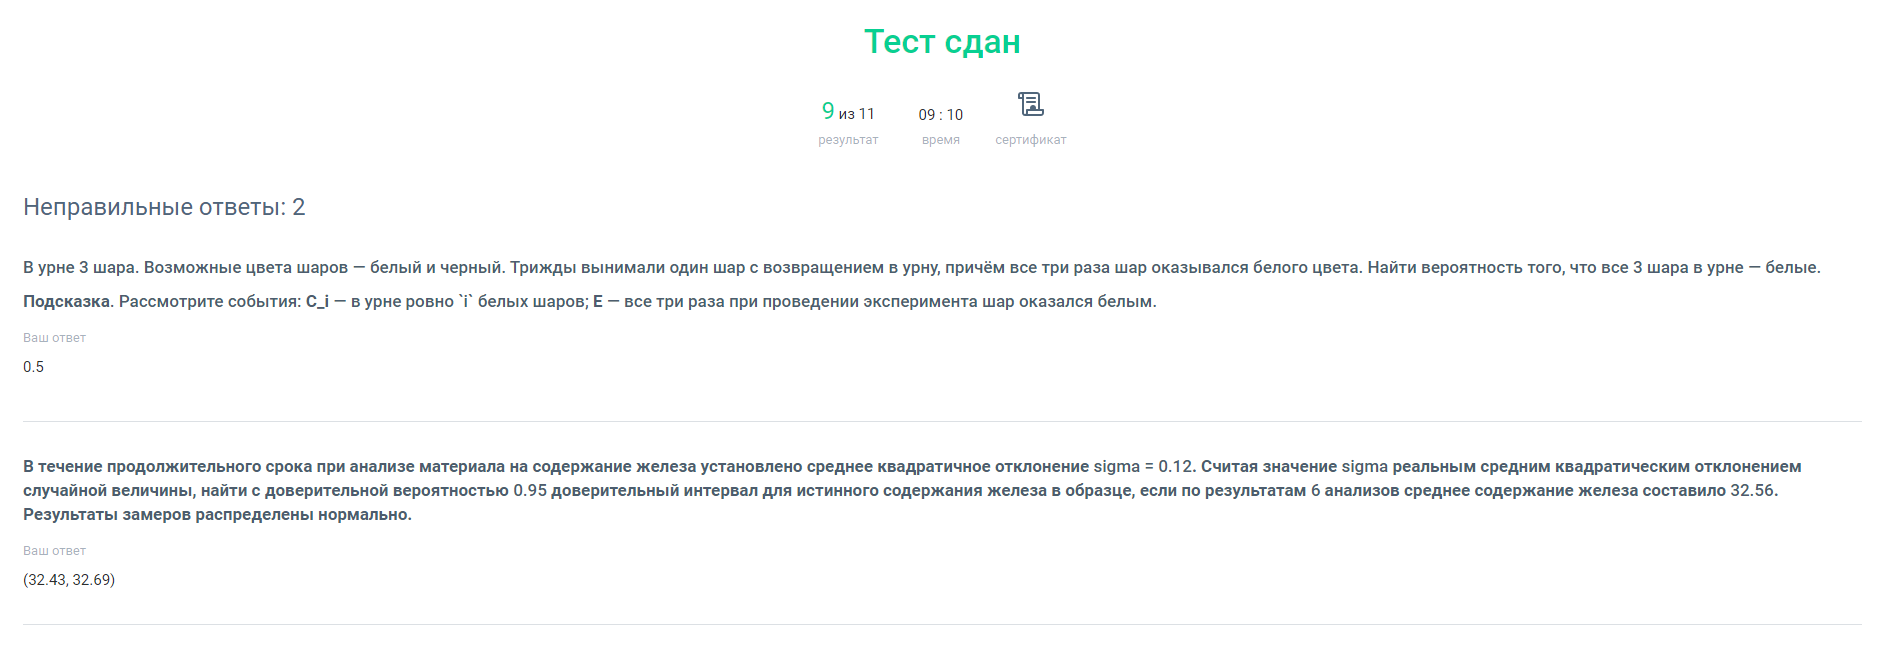 Тест сдан
9 из 11
09 : 10
результат
время
сертификат
Неправильные ответы: 2
В урне 3 шара. Возможные цвета шаров — белый и черный. Трижды вынимали один шар с возвращением в урну, причём все три раза шар оказывался белого цвета. Найти вероятность того, что все 3 шара в урне — белые.
Подсказка. Рассмотрите события: C_i — в урне ровно `i` белых шаров; E — все три раза при проведении эксперимента шар оказался белым.
Ваш ответ
0.5
В течение продолжительного срока при анализе материала на содержание железа установлено среднее квадратичное отклонение sigma = 0.12. Считая значение sigma реальным средним квадратическим отклонением
случайной величины, найти с доверительной вероятностью 0.95 доверительный интервал для истинного содержания железа в образце, если по результатам 6 анализов среднее содержание железа составило 32.56.
Результаты замеров распределены нормально.
Ваш ответ
(32.43, 32.69)